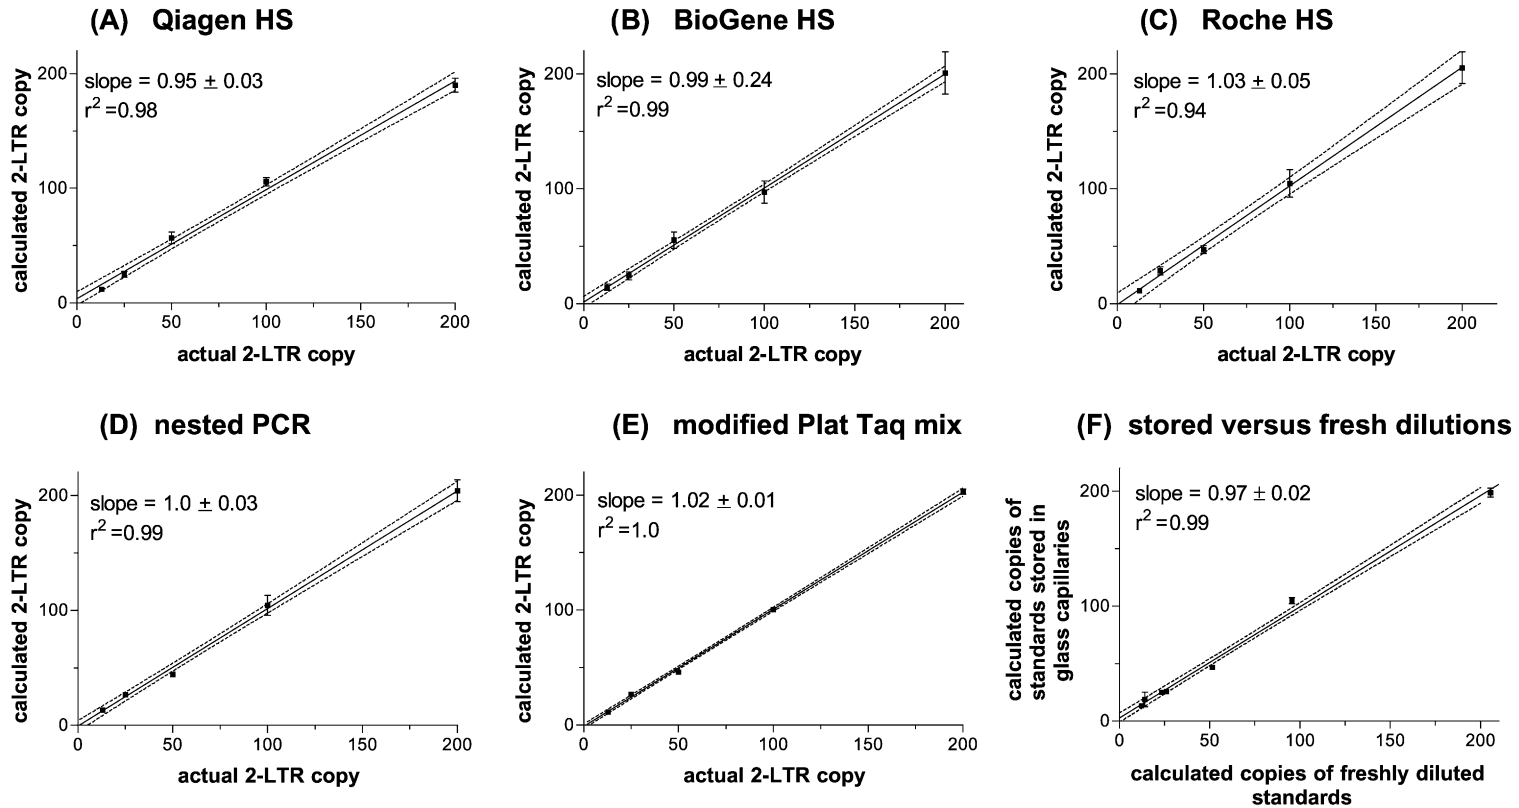 (A) Qiagen HS
slope = 0.95 ± 0.03
r²=0.98
calculated 2-LTR copy
200
100
0
0 50 100 150 200
actual 2-LTR copy
(B) BioGene HS
slope = 0.99 ± 0.24
r²=0.99
calculated 2-LTR copy
200
100
0
0 50 100 150 200
actual 2-LTR copy
(C) Roche HS
slope = 1.03 ± 0.05
r²=0.94
calculated 2-LTR copy
200
100
0
0 50 100 150 200
actual 2-LTR copy
(D) nested PCR
slope = 1.0 ± 0.03
r²=0.99
calculated 2-LTR copy
200
100
0
0 50 100 150 200
actual 2-LTR copy
(E) modified Plat Taq mix
slope = 1.02 ± 0.01
r²=1.0
calculated 2-LTR copy
200
100
0
0 50 100 150 200
actual 2-LTR copy
(F) stored versus fresh dilutions
slope = 0.97 ± 0.02
r²=0.99
calculated copies of
standards stored in
glass capillaries
200
100
0
0 50 100 150 200
calculated copies of freshly diluted
standards